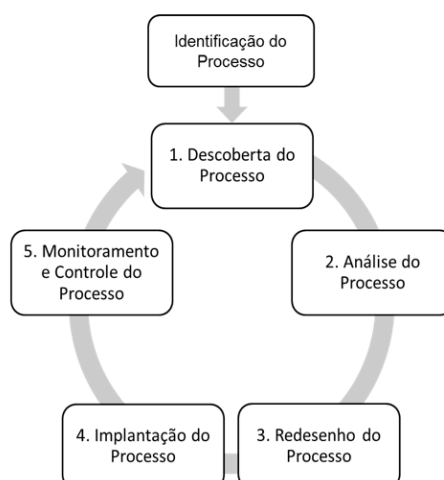 Identificação do
Processo
1. Descoberta do
Processo
2. Análise do
Processo
3. Redesenho do
Processo
4. Implantação do
Processo
5. Monitoramento
e Controle do
Processo